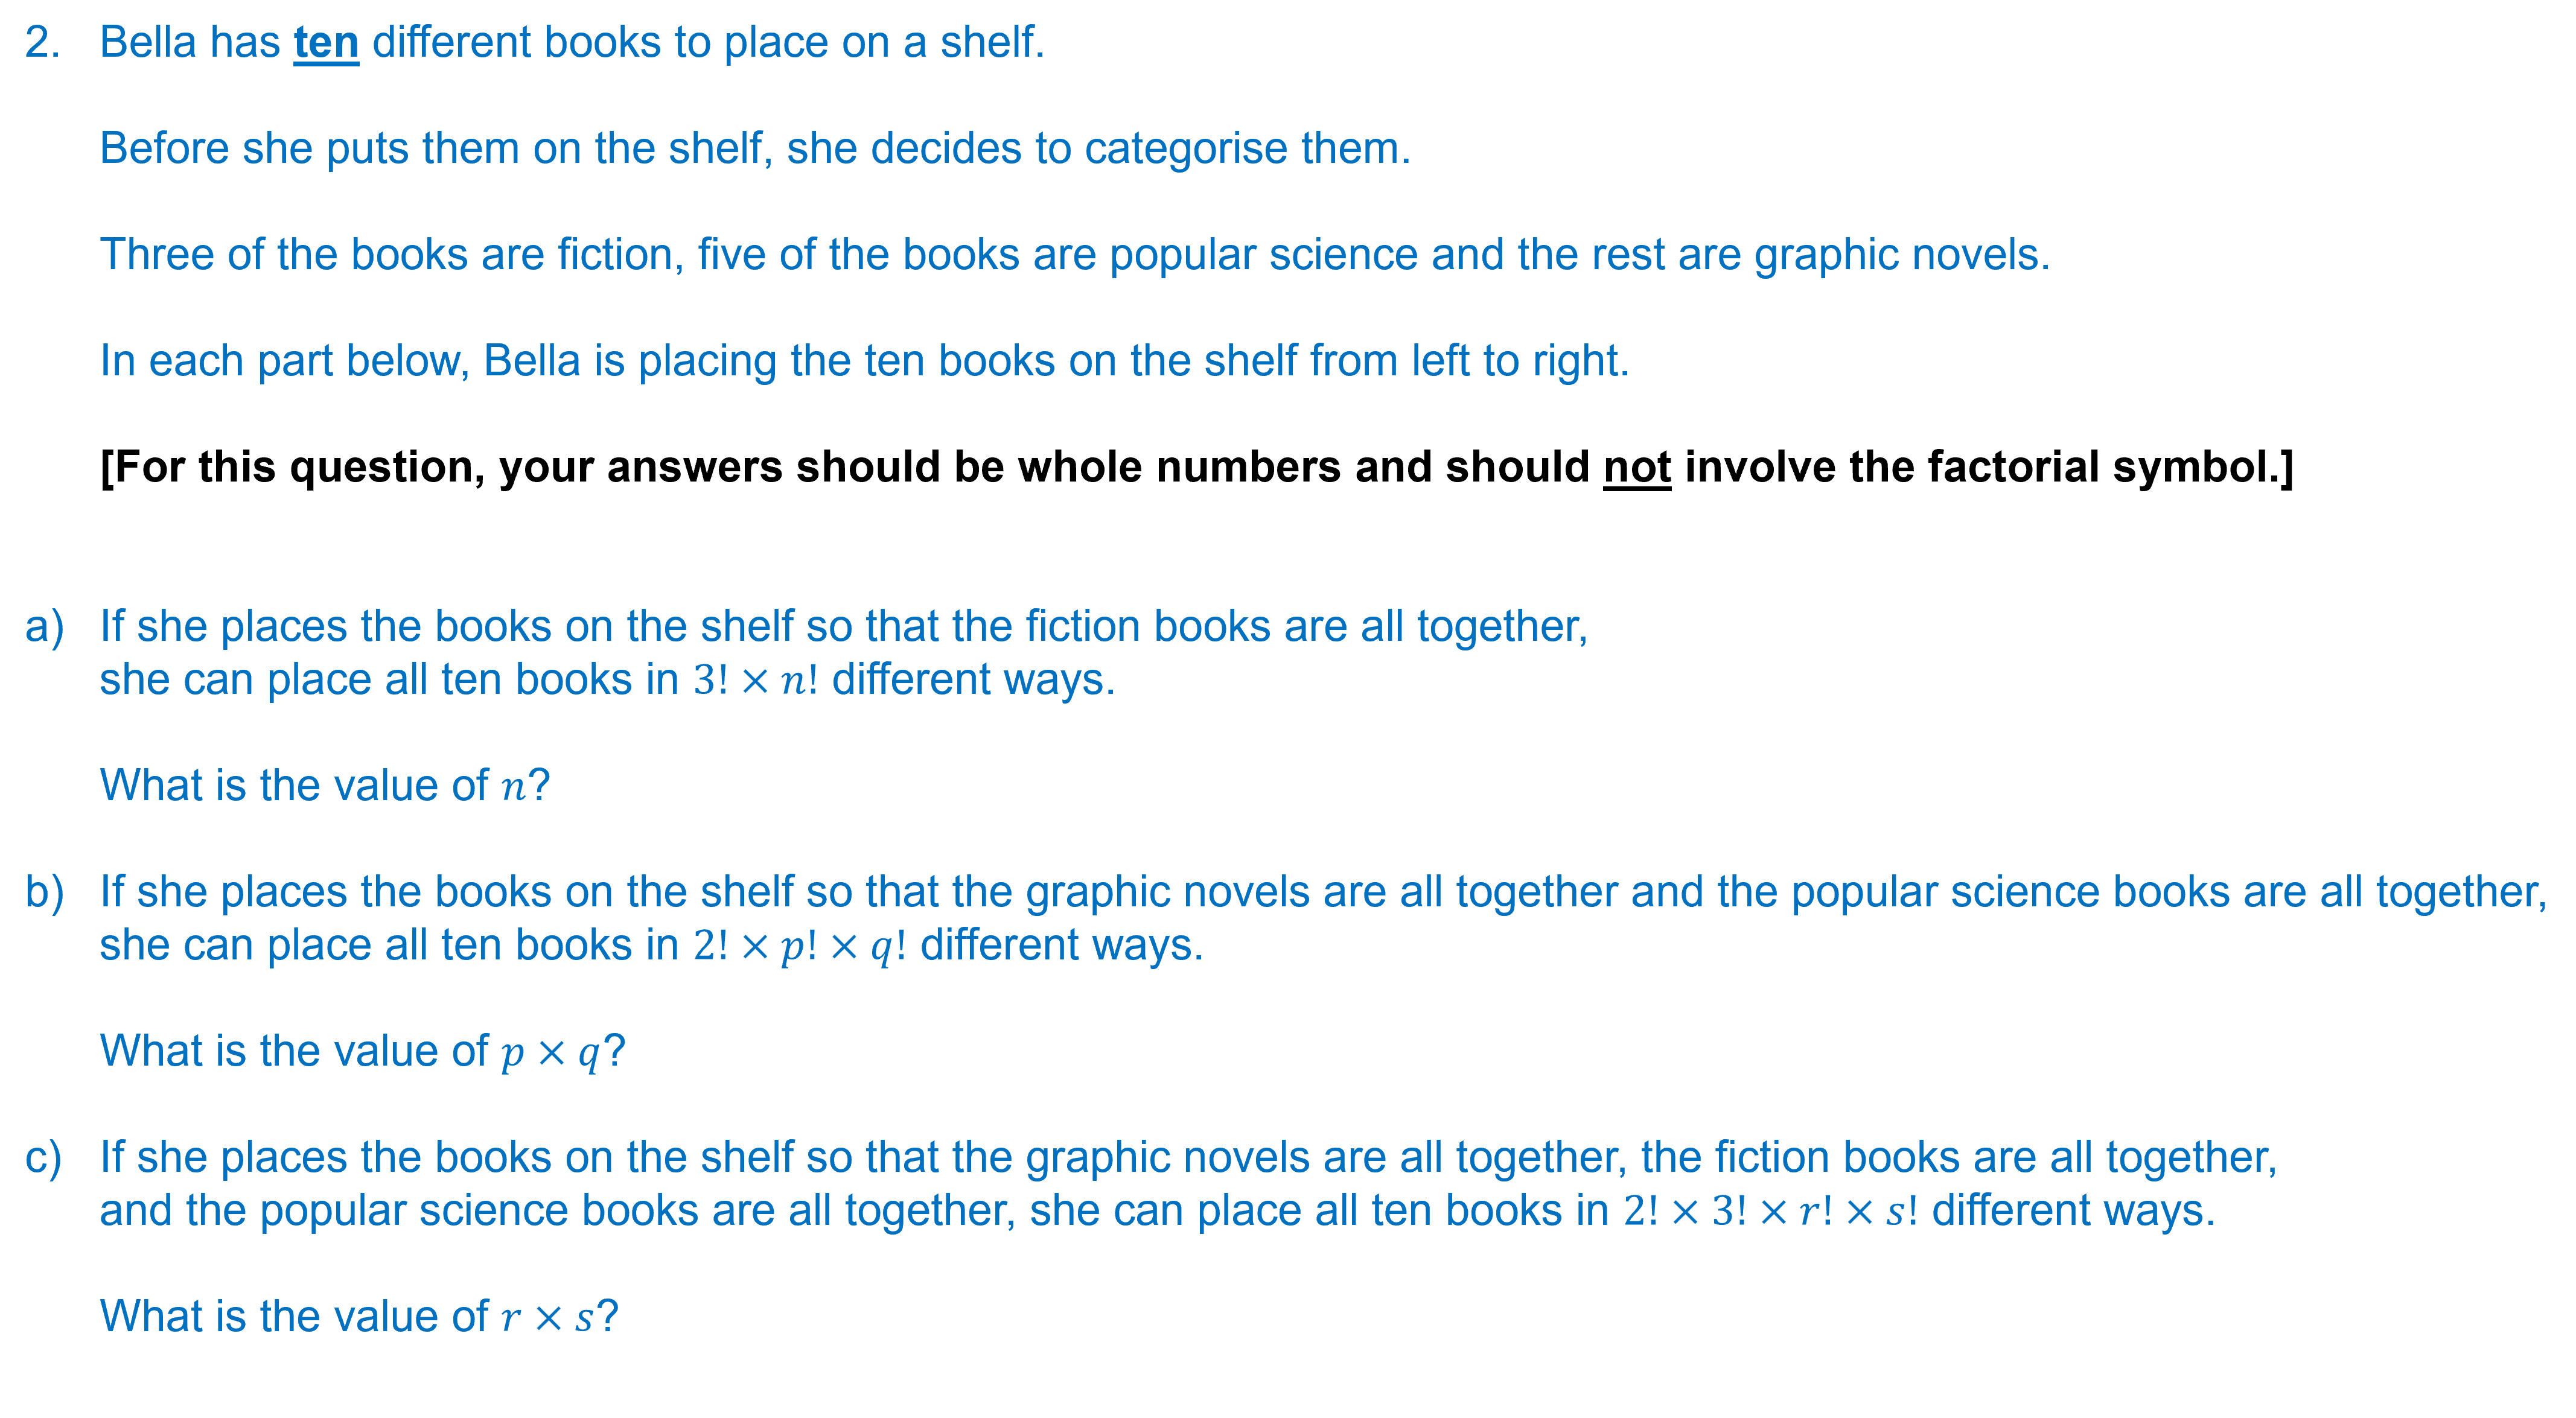 2. Bella has ten different books to place on a shelf.
Before she puts them on the shelf, she decides to categorise them.
Three of the books are fiction, five of the books are popular science and the rest are graphic novels.
In each part below, Bella is placing the ten books on the shelf from left to right.
[For this question, your answers should be whole numbers and should not involve the factorial symbol.]
a) If she places the books on the shelf so that the fiction books are all together,
she can place all ten books in 3! × n! different ways.
What is the value of n?
b) If she places the books on the shelf so that the graphic novels are all together and the popular science books are all together,
she can place all ten books in 2! × p! × q! different ways.
What is the value of p × q?
c) If she places the books on the shelf so that the graphic novels are all together, the fiction books are all together,
and the popular science books are all together, she can place all ten books in 2! × 3! × r! × s! different ways.
What is the value of r × s?